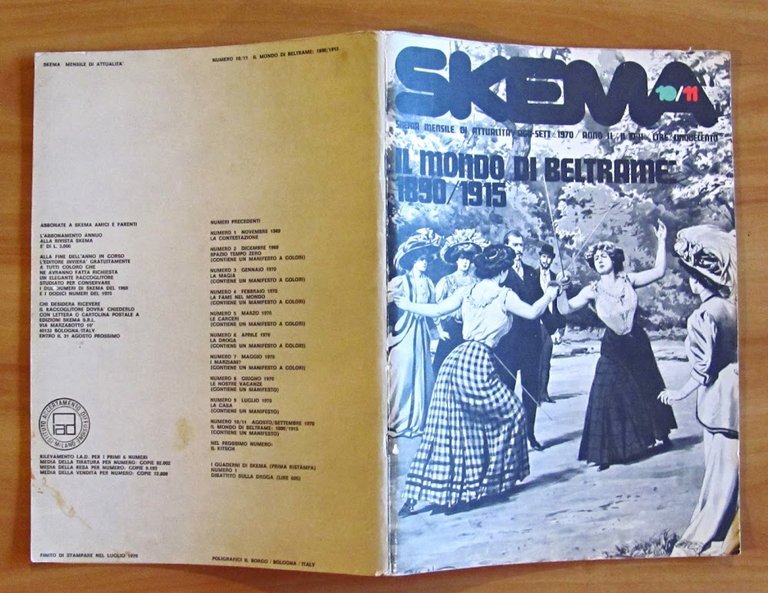 SKEMA MENSILE DI ATTUALITA'
NUMERO 10/11 IL MONDO DI BELTRAME: 1890/1915
ABBONATE A SKEMA AMICI E PARENTI
L'ABBONAMENTO ANNUO
ALLA RIVISTA SKEMA
E' DI L. 3.000
ALLA FINE DELL'ANNO IN CORSO
L'EDITORE INVIERA' GRATUITAMENTE
A TUTTI COLORO CHE
NE AVRANNO FATTA RICHIESTA
UN ELEGANTE RACCOGLITORE
STUDIATO PER CONSERVARE
I DUE NUMERI DI SKEMA DEL 1969
E I DODICI NUMERI DEL 1970
CHI DESIDERA RICEVERE
IL RACCOGLITORE DOVRA' CHIEDERLO
CON LETTERA O CARTOLINA POSTALE A
EDIZIONI SKEMA S.R.L.
VIA MARZABOTTO
40133 BOLOGNA/ITALY
ENTRO IL 31 AGOSTO PROSSIMO
ISTITUTO ACCERTAMENTO DIFFUSIONE
MILANO
iad
RILEVAMENTO I.A.D. PER I PRIMI 6 NUMERI
MEDIA DELLA TIRATURA PER NUMERO: COPIE
MEDIA DELLA RESA PER NUMERO: COPIE
MEDIA DELLA VENDITA PER NUMERO: COPIE
FINITO DI STAMPARE NEL LUGLIO 1970
NUMERI PRECEDENTI
NUMERO 1 NOVEMBRE 1969
LA CONTESTAZIONE
NUMERO 2 DICEMBRE 1969
SPAZIO TEMPO ZERO
(CONTIENE UN MANIFESTO A COLORI)
NUMERO 3 GENNAIO 1970
LA MAGIA
(CONTIENE UN MANIFESTO A COLORI)
NUMERO 4 FEBBRAIO 1970
LA FAME NEL MONDO
(CONTIENE UN MANIFESTO A COLORI)
NUMERO 5 MARZO 1970
LE CARCERI
(CONTIENE UN MANIFESTO A COLORI)
NUMERO 6 APRILE 1970
LA DROGA
(CONTIENE UN MANIFESTO A COLORI)
NUMERO 7 MAGGIO 1970
I MARZIANI?
(CONTIENE UN MANIFESTO A COLORI)
NUMERO 8 GIUGNO 1970
LE NOSTRE VACANZE
(CONTIENE UN MANIFESTO)
NUMERO 9 LUGLIO 1970
LA CASA
(CONTIENE UN MANIFESTO)
NUMERO 10/11 AGOSTO/SETTEMBRE 1970
IL MONDO DI BELTRAME: 1890/1915
(CONTIENE UN MANIFESTO)
NEL PROSSIMO NUMERO:
IL KITSCH
I QUADERNI DI SKEMA (PRIMA RISTAMPA)
NUMERO 1
DIBATTITO SULLA DROGA (LIRE 600)
POLIGRAFICI IL BORGO / BOLOGNA / ITALY
SKEMA
10/11
SKEMA MENSILE DI ATTUALITA' AGO-SETT 1970 / ANNO II / N 10-11 / LIRE CINQUECENTO
IL MONDO DI BELTRAME:
1890/1915